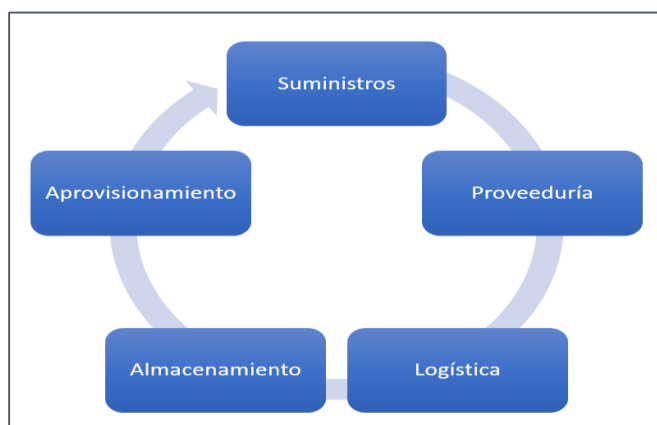 Suministros
Proveeduría
Logística
Almacenamiento
Aprovisionamiento